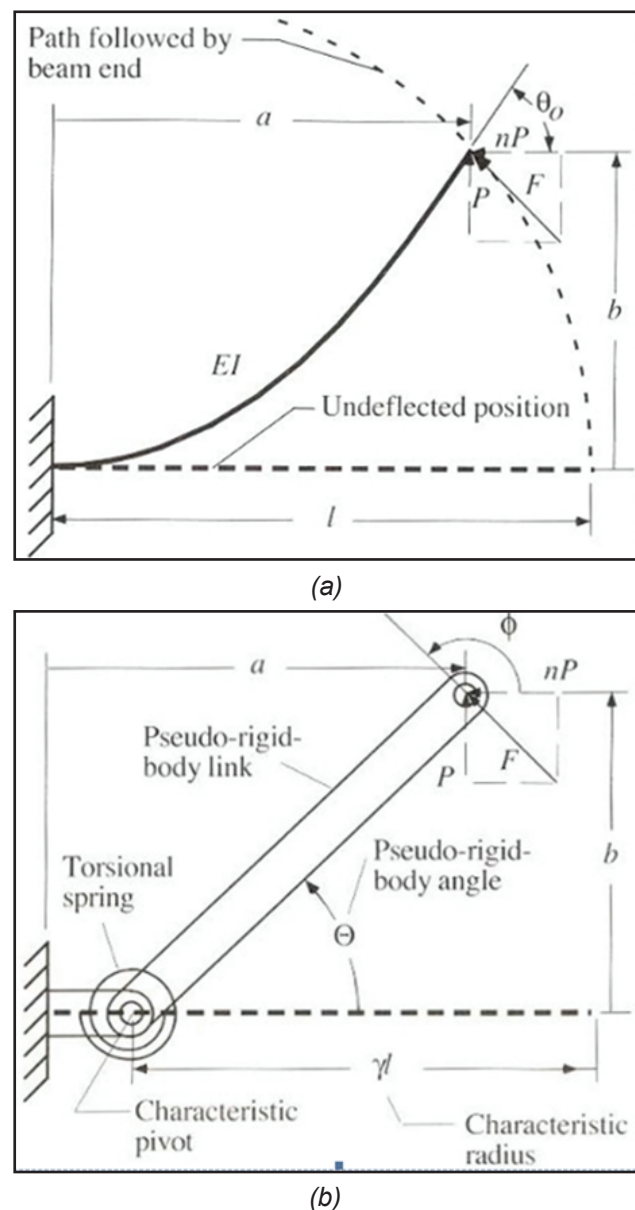 Path followed by
beam end
a
θo
nP
P
F
b
EI
Undeflected position
l
(a)
ϕ
a
nP
Pseudo-rigid-
body link
P
F
b
Pseudo-rigid-
body angle
Torsional
spring
Θ
γl
Characteristic
pivot
Characteristic
radius
(b)